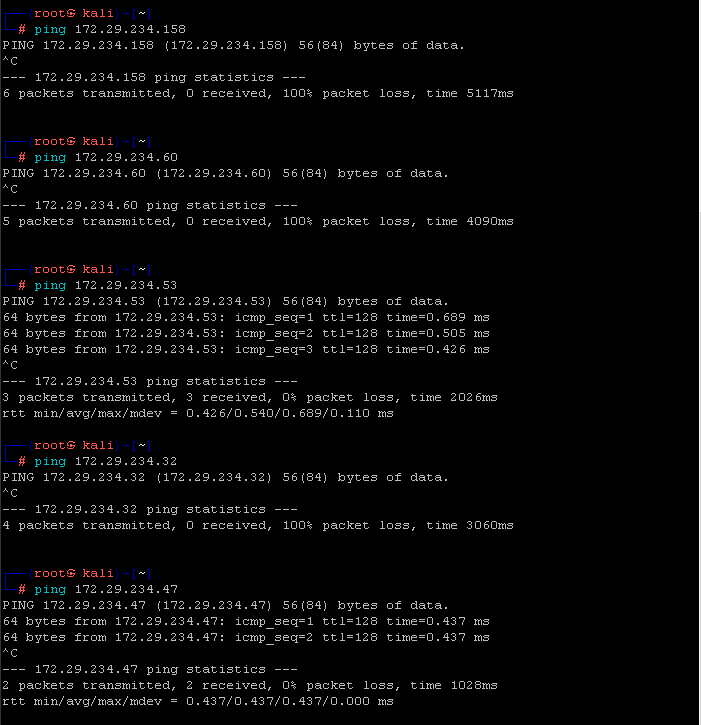 (root㉿ kali)-[~]
# ping 172.29.234.158
PING 172.29.234.158 (172.29.234.158) 56(84) bytes of data.
^C
--- 172.29.234.158 ping statistics ---
6 packets transmitted, 0 received, 100% packet loss, time 5117ms
(root㉿ kali)-[~]
# ping 172.29.234.60
PING 172.29.234.60 (172.29.234.60) 56(84) bytes of data.
^C
--- 172.29.234.60 ping statistics ---
5 packets transmitted, 0 received, 100% packet loss, time 4090ms
(root㉿ kali)-[~]
# ping 172.29.234.53
PING 172.29.234.53 (172.29.234.53) 56(84) bytes of data.
64 bytes from 172.29.234.53: icmp_seq=1 ttl=128 time=0.689 ms
64 bytes from 172.29.234.53: icmp_seq=2 ttl=128 time=0.505 ms
64 bytes from 172.29.234.53: icmp_seq=3 ttl=128 time=0.426 ms
^C
--- 172.29.234.53 ping statistics ---
3 packets transmitted, 3 received, 0% packet loss, time 2026ms
rtt min/avg/max/mdev = 0.426/0.540/0.689/0.110 ms
(root㉿ kali)-[~]
# ping 172.29.234.32
PING 172.29.234.32 (172.29.234.32) 56(84) bytes of data.
^C
--- 172.29.234.32 ping statistics ---
4 packets transmitted, 0 received, 100% packet loss, time 3060ms
(root㉿ kali)-[~]
# ping 172.29.234.47
PING 172.29.234.47 (172.29.234.47) 56(84) bytes of data.
64 bytes from 172.29.234.47: icmp_seq=1 ttl=128 time=0.437 ms
64 bytes from 172.29.234.47: icmp_seq=2 ttl=128 time=0.437 ms
^C
--- 172.29.234.47 ping statistics ---
2 packets transmitted, 2 received, 0% packet loss, time 1028ms
rtt min/avg/max/mdev = 0.437/0.437/0.437/0.000 ms